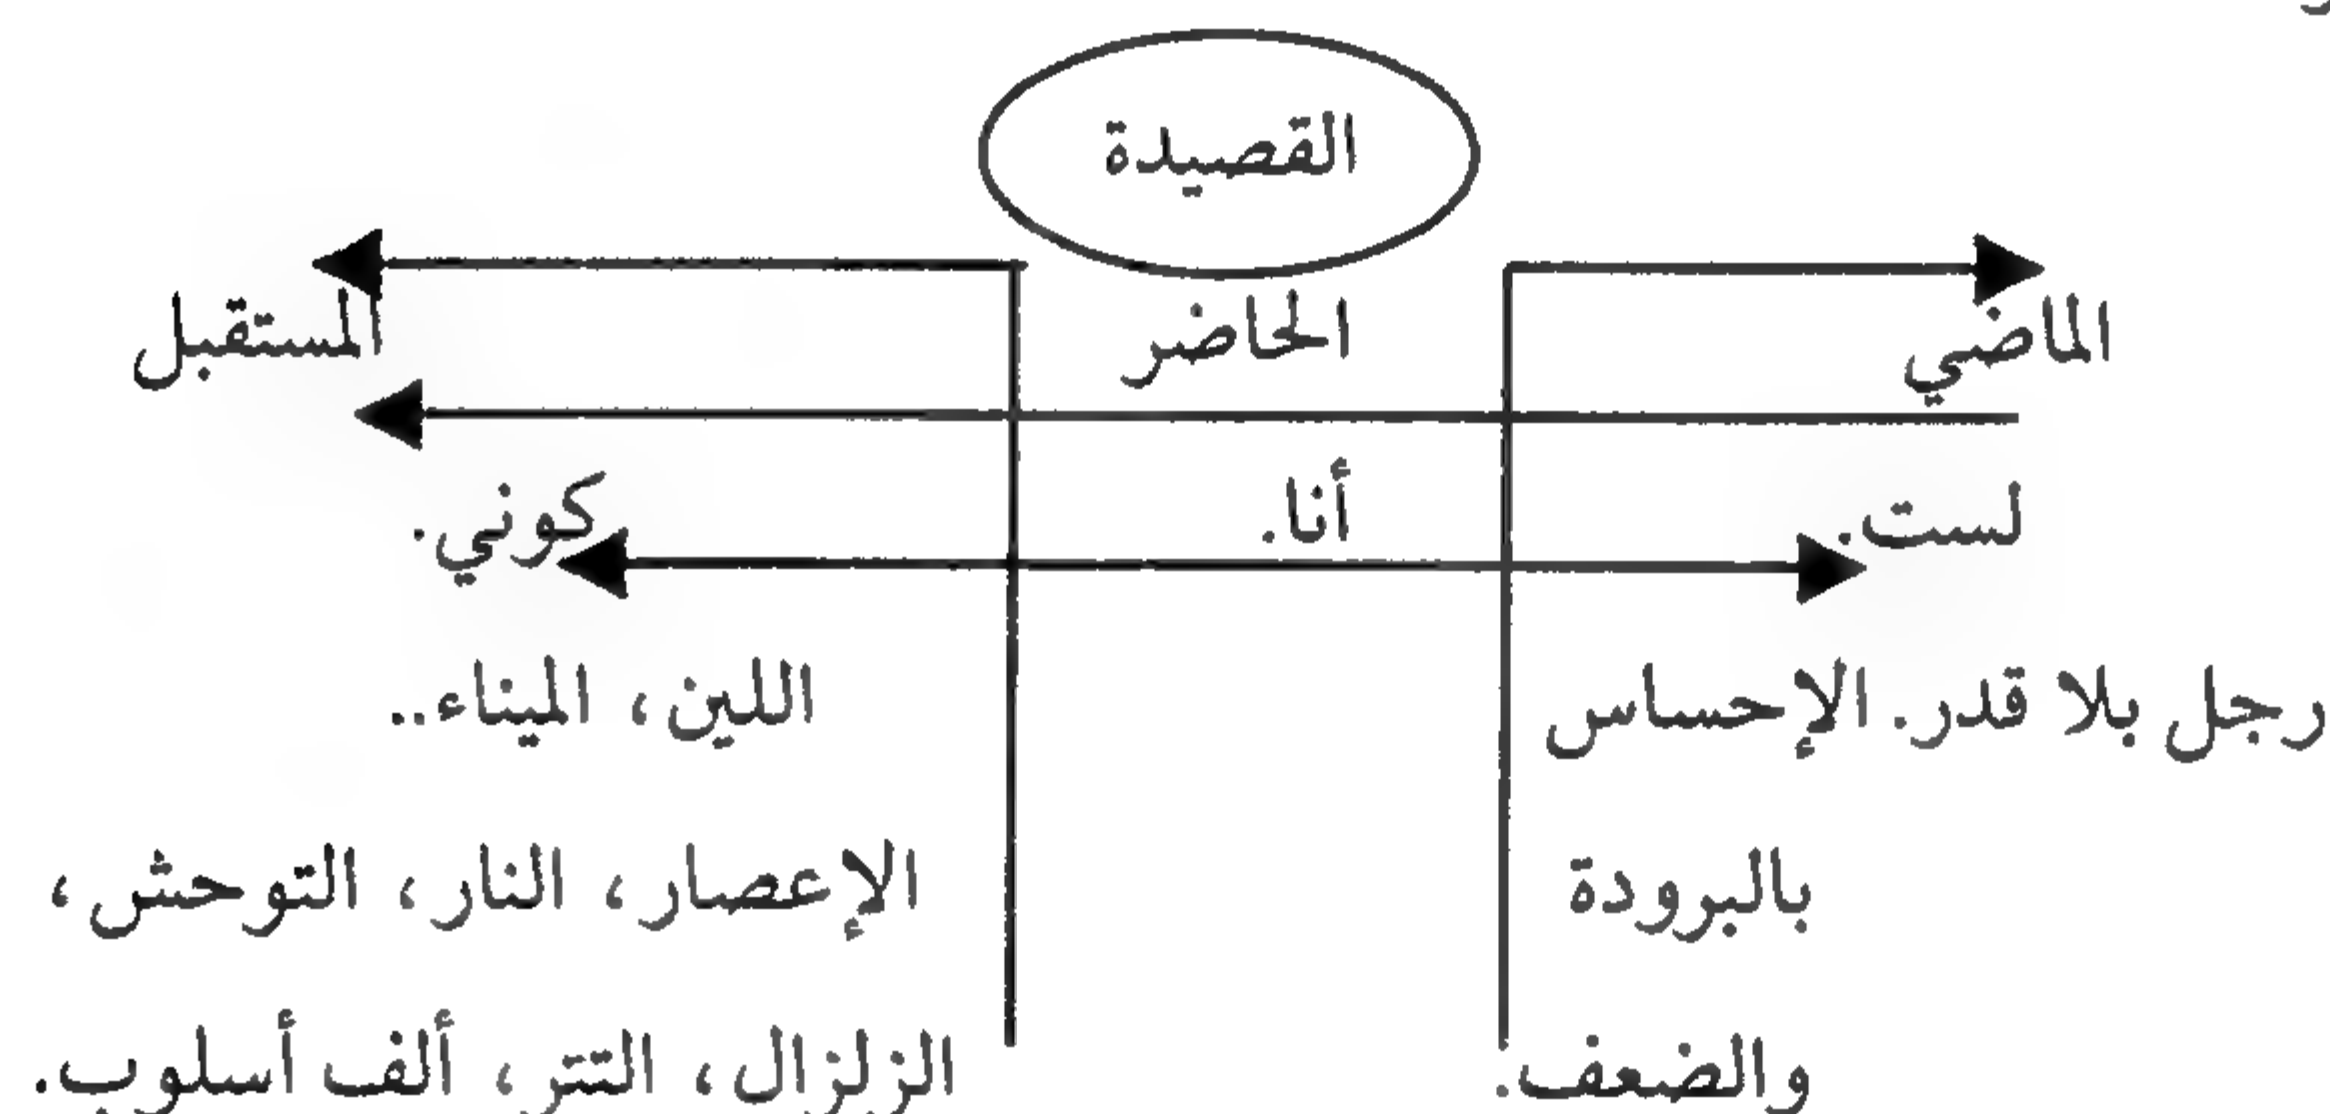 القصيدة
الماضي الحاضر المستقبل
لست. أنا. كوني.
رجل بلا قدر. الإحساس اللين، الميناء..
بالبرودة الإعصار، النار، التوحش،
والضعف. الزلزال، التتر، ألف أسلوب.